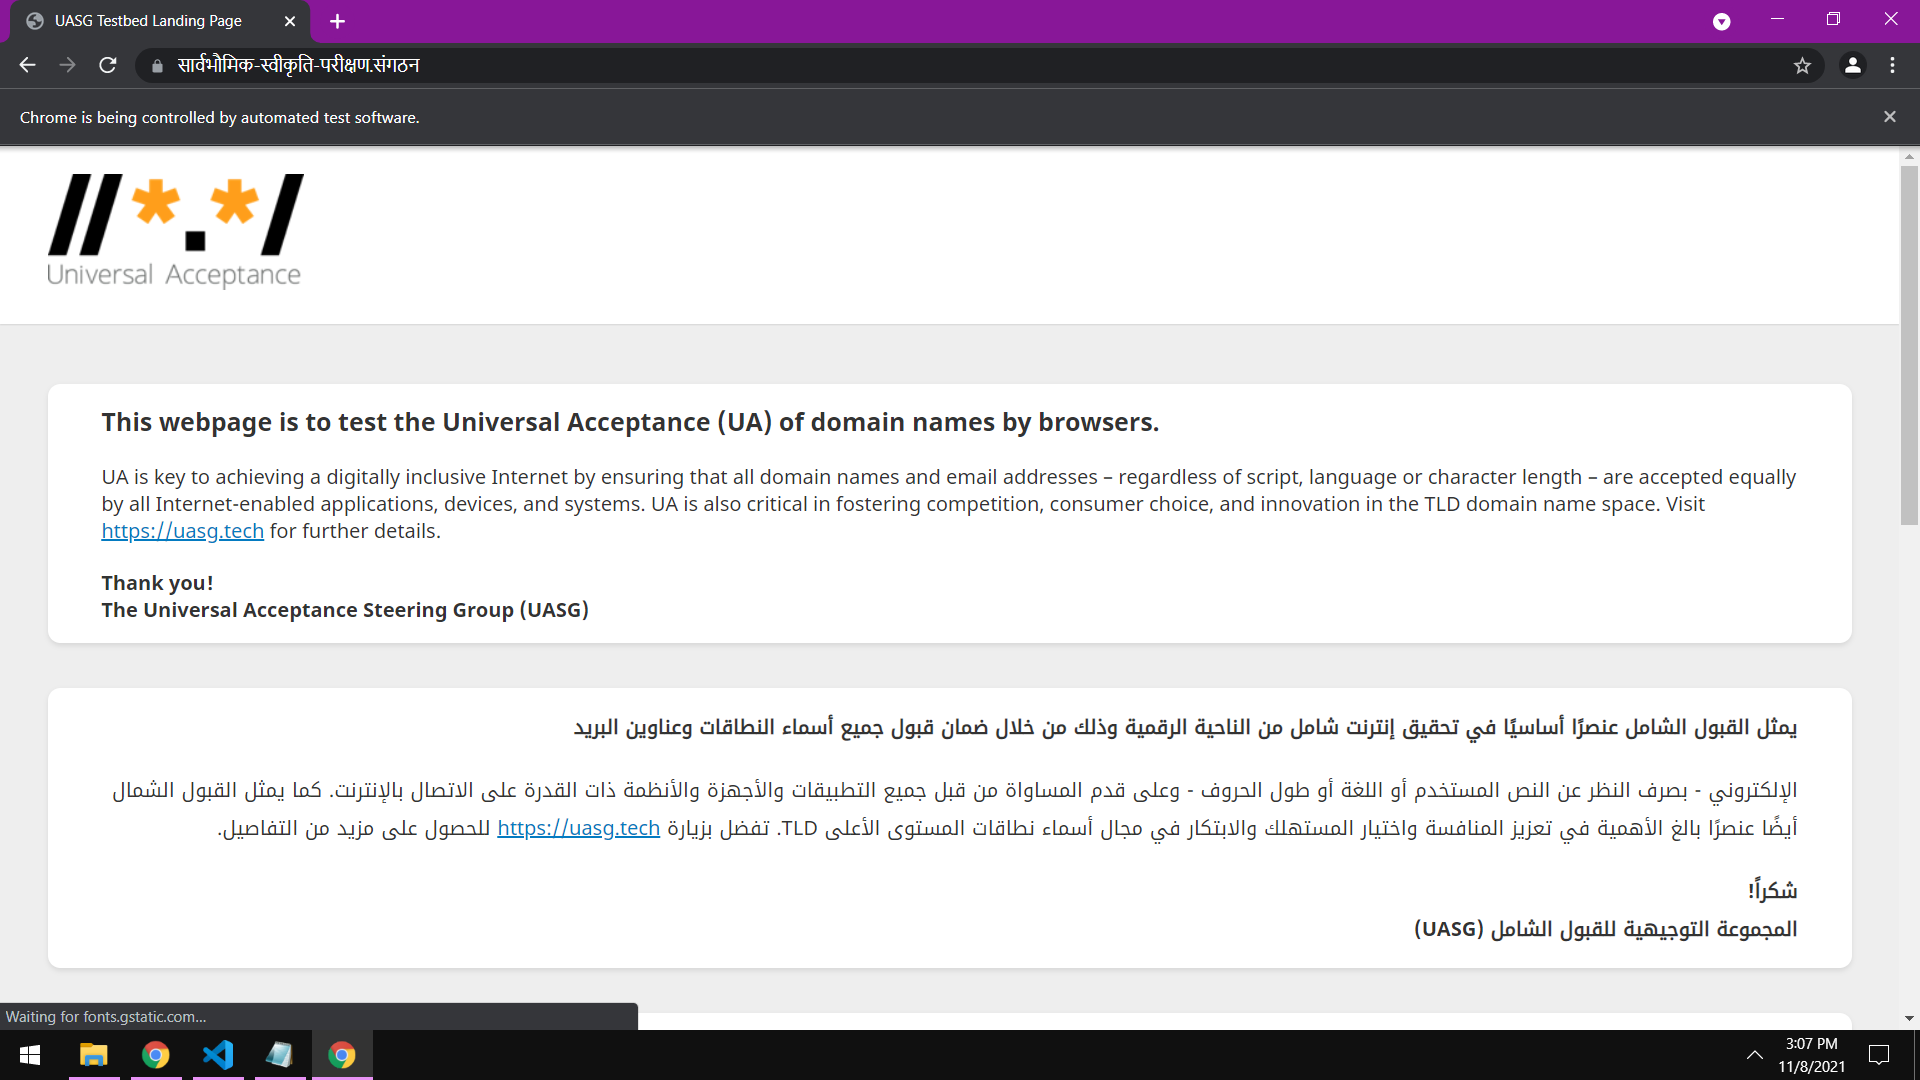 UASG Testbed Landing Page
सार्वभौमिक-स्वीकृति-परीक्षण.संगठन
Chrome is being controlled by automated test software.
//*.*/
Universal Acceptance
This webpage is to test the Universal Acceptance (UA) of domain names by browsers.
UA is key to achieving a digitally inclusive Internet by ensuring that all domain names and email addresses – regardless of script, language or character length – are accepted equally
by all Internet-enabled applications, devices, and systems. UA is also critical in fostering competition, consumer choice, and innovation in the TLD domain name space. Visit
https://uasg.tech for further details.
Thank you!
The Universal Acceptance Steering Group (UASG)
يمثل القبول الشامل عنصرًا أساسيًا في تحقيق إنترنت شامل من الناحية الرقمية وذلك من خلال ضمان قبول جميع أسماء النطاقات وعناوين البريد
الإلكتروني - بصرف النظر عن النص المستخدم أو اللغة أو طول الحروف - وعلى قدم المساواة من قبل جميع التطبيقات والأجهزة والأنظمة ذات القدرة على الاتصال بالإنترنت. كما يمثل القبول الشمال
أيضًا عنصرًا بالغ الأهمية في تعزيز المنافسة واختيار المستهلك والابتكار في مجال أسماء نطاقات المستوى الأعلى TLD. تفضل بزيارة https://uasg.tech للحصول على مزيد من التفاصيل.
شكراً!
المجموعة التوجيهية للقبول الشامل (UASG)
Waiting for fonts.gstatic.com...
3:07 PM
11/8/2021